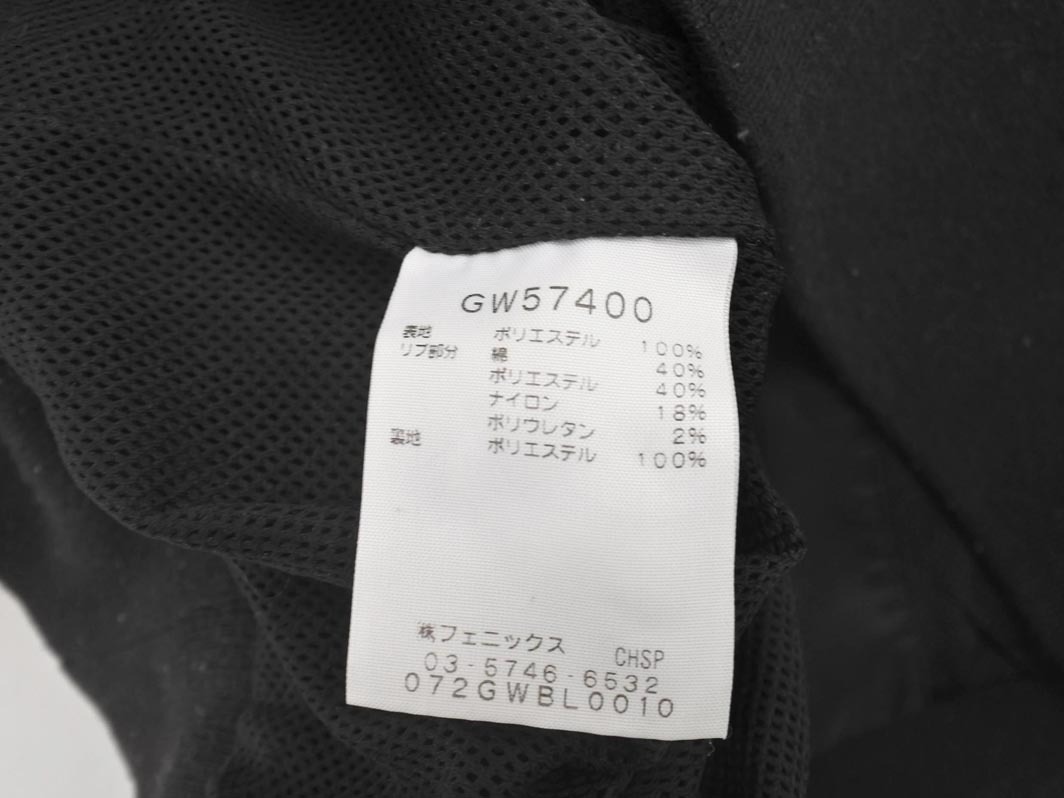 GW57400
表地 ポリエステル 100%
リブ部分 綿 40%
ポリエステル 40%
ナイロン 18%
ポリウレタン 2%
裏地 ポリエステル 100%
㈱フェニックス CHSP
03-5746-6532
072GWBL0010